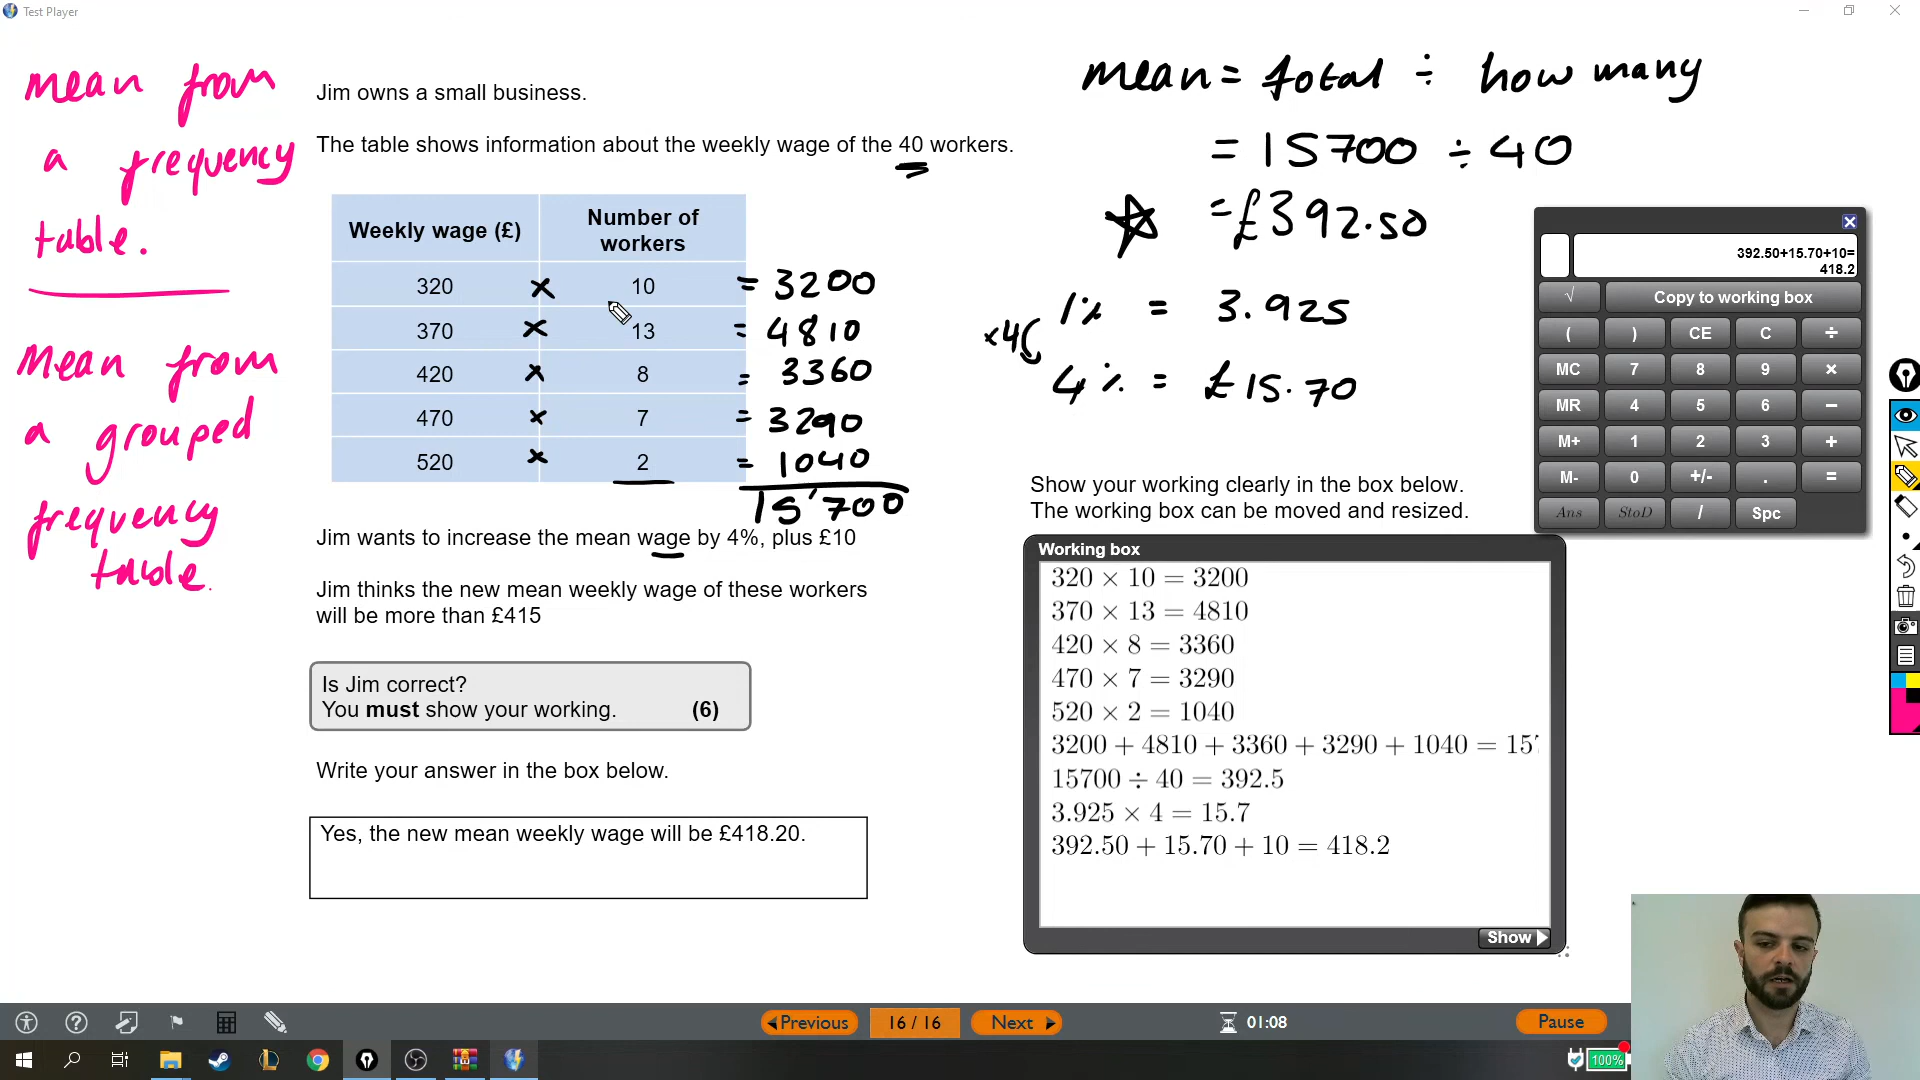 Test Player
mean from
a frequency
table.
Mean from
a grouped
frequency
table.
Jim owns a small business.
The table shows information about the weekly wage of the 40 workers.
Weekly wage (£) Number of
workers
320 × 10 = 3200
370 × 13 = 4810
420 × 8 = 3360
470 × 7 = 3290
520 × 2 = 1040
15'700
Jim wants to increase the mean wage by 4%, plus £10
Jim thinks the new mean weekly wage of these workers
will be more than £415
Is Jim correct?
You must show your working. (6)
Write your answer in the box below.
Yes, the new mean weekly wage will be £418.20.
mean = total ÷ how many
= 15700 ÷ 40
= £392.50
1% = 3.925
×4
4% = £15.70
392.50+15.70+10=
418.2
√ Copy to working box
( ) CE C ÷
MC 7 8 9 ×
MR 4 5 6 −
M+ 1 2 3 +
M- 0 +/- . =
Ans StoD / Spc
Show your working clearly in the box below.
The working box can be moved and resized.
Working box
320 × 10 = 3200
370 × 13 = 4810
420 × 8 = 3360
470 × 7 = 3290
520 × 2 = 1040
3200 + 4810 + 3360 + 3290 + 1040 = 157
15700 ÷ 40 = 392.5
3.925 × 4 = 15.7
392.50 + 15.70 + 10 = 418.2
Show
Previous 16 / 16 Next 01:08 Pause
100%